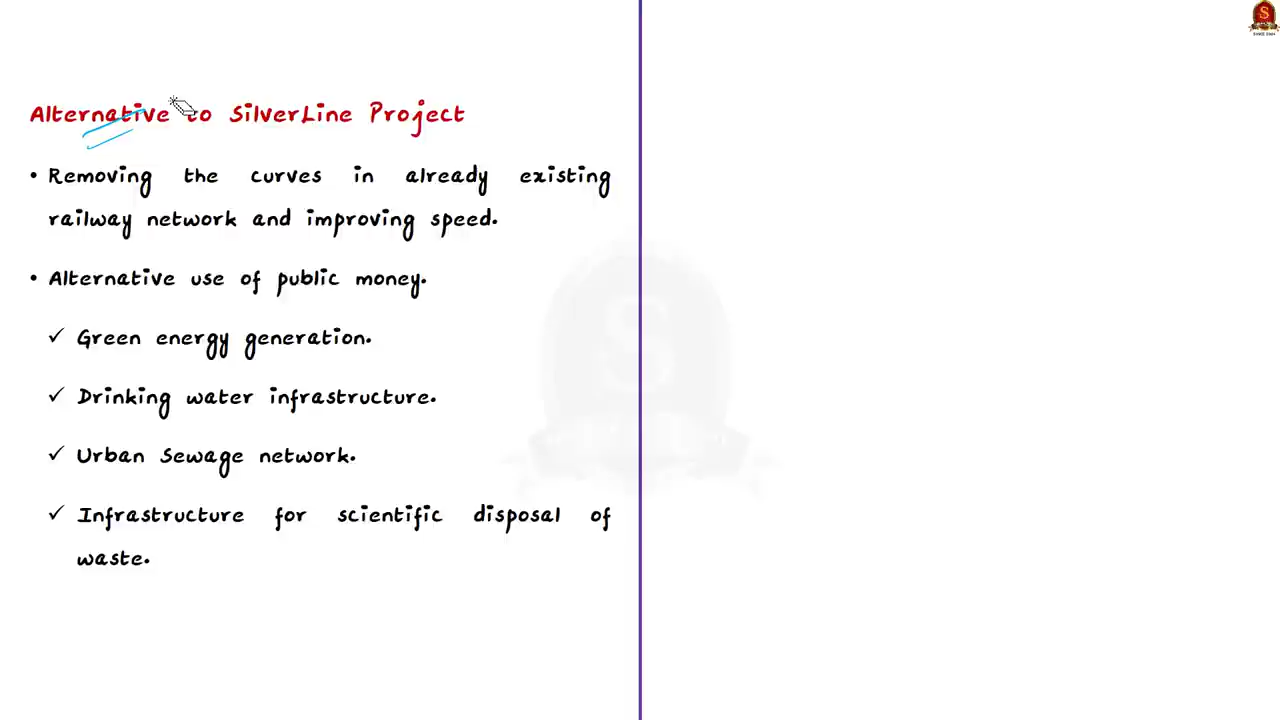 Alternative to SilverLine Project
• Removing the curves in already existing
railway network and improving speed.
• Alternative use of public money.
✓ Green energy generation.
✓ Drinking water infrastructure.
✓ Urban Sewage network.
✓ Infrastructure for scientific disposal of
waste.